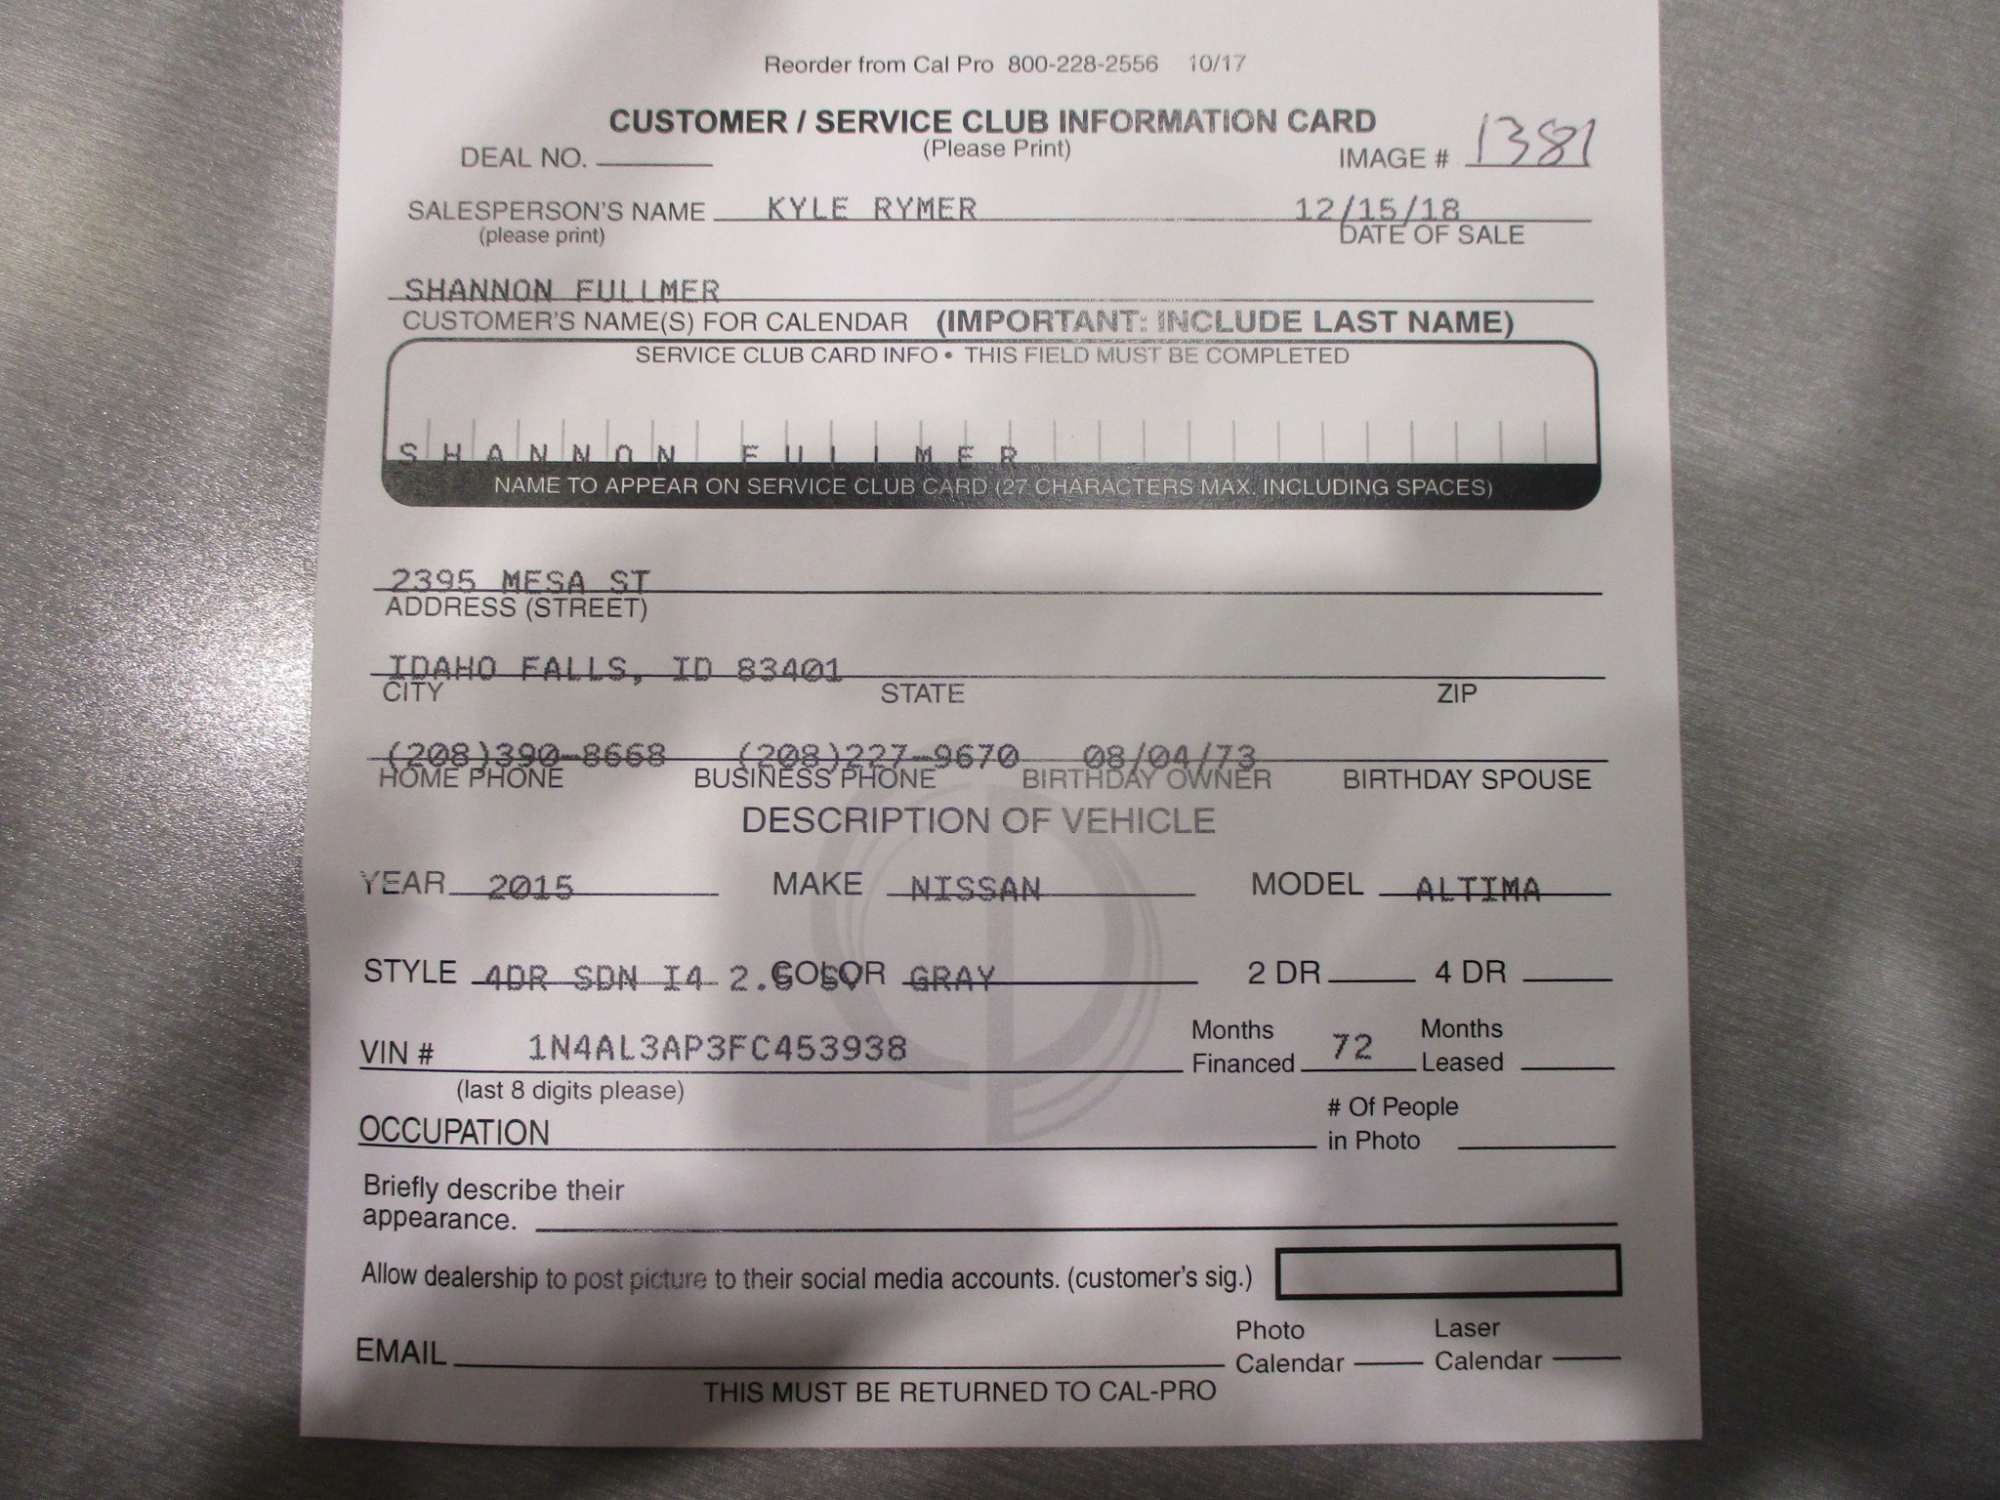 Reorder from Cal Pro 800-228-2556 10/17
CUSTOMER / SERVICE CLUB INFORMATION CARD
DEAL NO. (Please Print) IMAGE # 1381
SALESPERSON'S NAME KYLE RYMER 12/15/18
(please print) DATE OF SALE
SHANNON FULLMER
CUSTOMER'S NAME(S) FOR CALENDAR (IMPORTANT: INCLUDE LAST NAME)
SERVICE CLUB CARD INFO • THIS FIELD MUST BE COMPLETED
SHANNON FULLMER
NAME TO APPEAR ON SERVICE CLUB CARD (27 CHARACTERS MAX. INCLUDING SPACES)
2395 MESA ST
ADDRESS (STREET)
IDAHO FALLS, ID 83401
CITY STATE ZIP
(208)390-8668 (208)227-9670 08/04/73
HOME PHONE BUSINESS PHONE BIRTHDAY OWNER BIRTHDAY SPOUSE
DESCRIPTION OF VEHICLE
YEAR 2015 MAKE NISSAN MODEL ALTIMA
STYLE 4DR SDN I4 2.5 SV COLOR GRAY 2 DR 4 DR
VIN # 1N4AL3AP3FC453938 Months Financed 72 Months Leased
(last 8 digits please)
OCCUPATION # Of People in Photo
Briefly describe their
appearance.
Allow dealership to post picture to their social media accounts. (customer's sig.)
EMAIL Photo Calendar Laser Calendar
THIS MUST BE RETURNED TO CAL-PRO